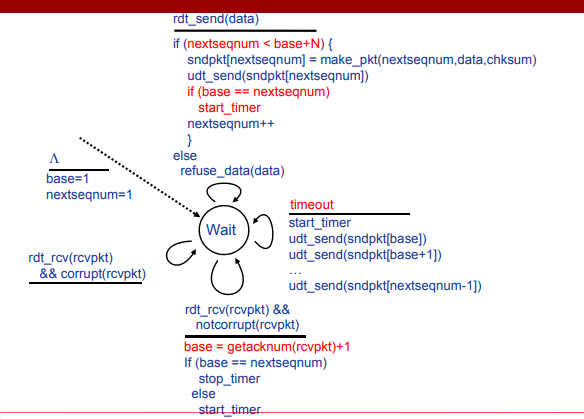 rdt_send(data)
if (nextseqnum < base+N) {
sndpkt[nextseqnum] = make_pkt(nextseqnum,data,chksum)
udt_send(sndpkt[nextseqnum])
if (base == nextseqnum)
start_timer
nextseqnum++
}
else
refuse_data(data)
Λ
base=1
nextseqnum=1
Wait
timeout
start_timer
udt_send(sndpkt[base])
udt_send(sndpkt[base+1])
…
udt_send(sndpkt[nextseqnum-1])
rdt_rcv(rcvpkt)
&& corrupt(rcvpkt)
rdt_rcv(rcvpkt) &&
notcorrupt(rcvpkt)
base = getacknum(rcvpkt)+1
If (base == nextseqnum)
stop_timer
else
start_timer